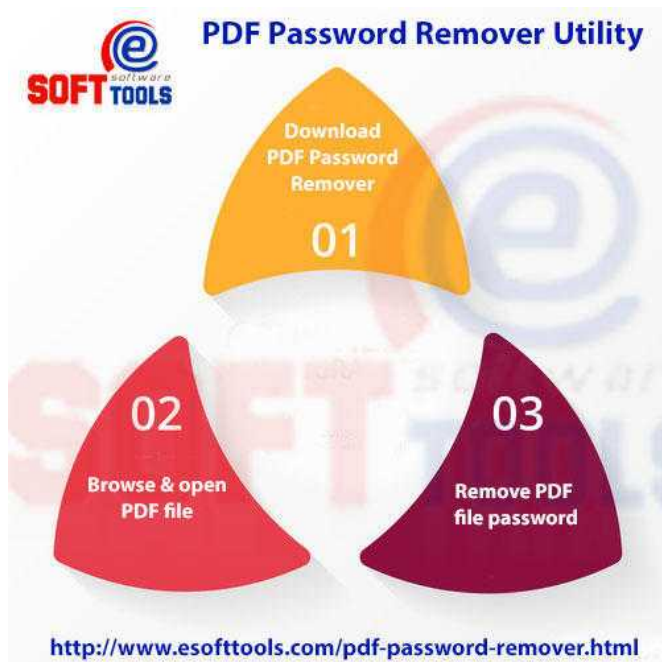 PDF Password Remover Utility
e
software
SOFT TOOLS
Download
PDF Password
Remover
01
02
Browse & open
PDF file
03
Remove PDF
file password
http://www.esofttools.com/pdf-password-remover.html